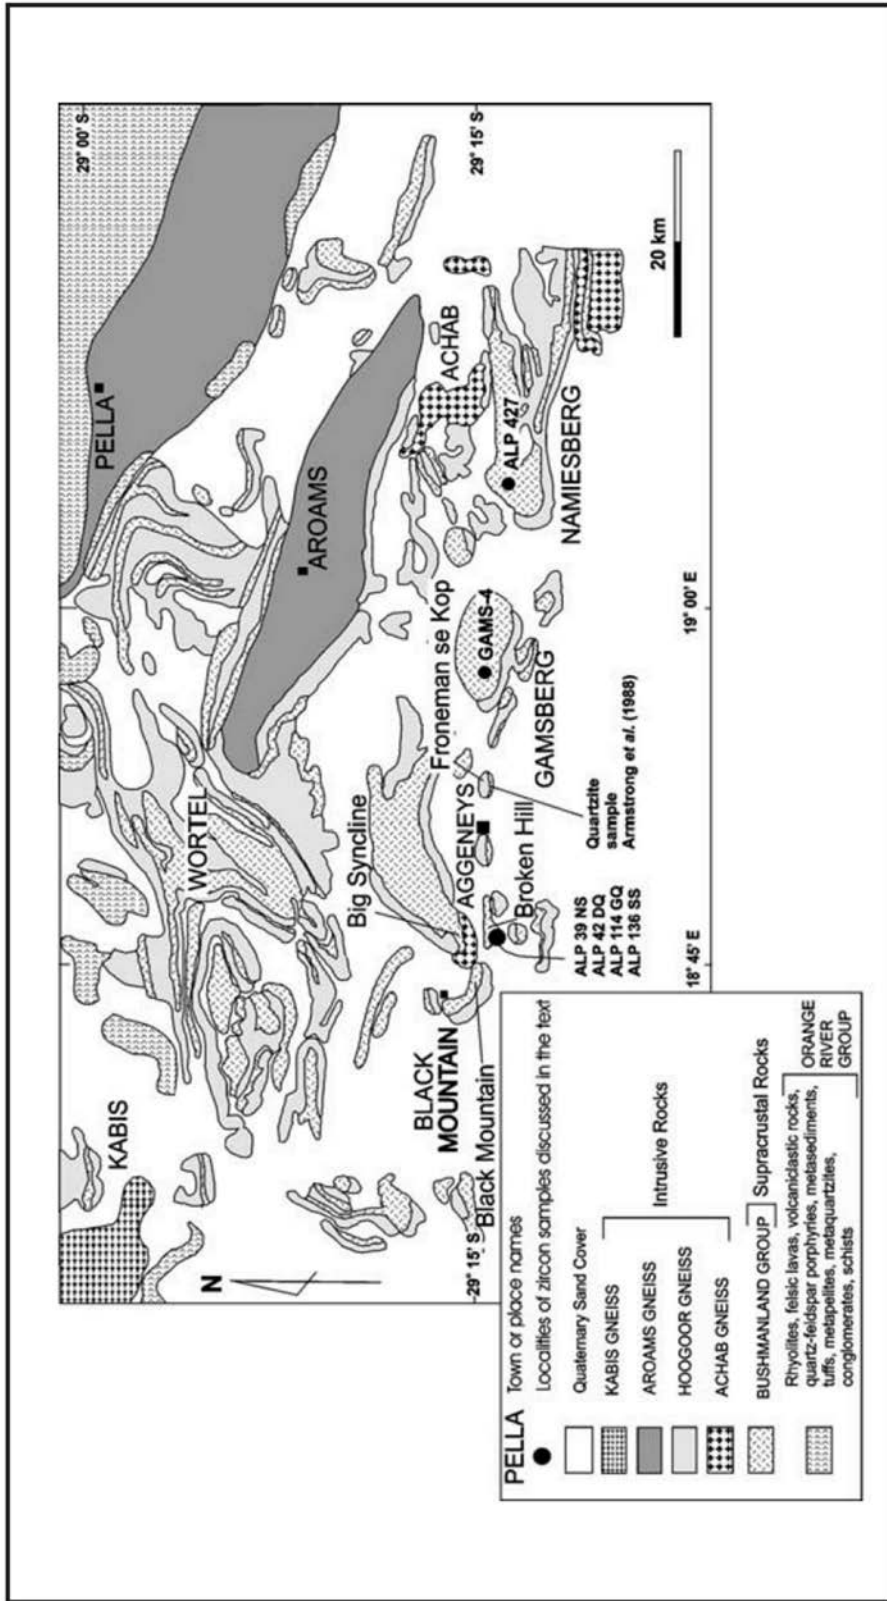 29° 00' S
PELLA
KABIS
WORTEL
AROAMS
Big Syncline
Froneman se Kop
ACHAB
BLACK
MOUNTAIN
AGGENEYS
29° 15' S
29° 15' S
Black Mountain
Broken Hill
GAMS-4
ALP 427
GAMSBERG
NAMIESBERG
ALP 39 NS
ALP 42 DQ
ALP 114 GQ
ALP 136 SS
Quartzite
sample
Armstrong et al. (1988)
20 km
18° 45' E
19° 00' E
N
PELLA Town or place names
Localities of zircon samples discussed in the text
Quaternary Sand Cover
KABIS GNEISS
AROAMS GNEISS
HOOGOOR GNEISS
ACHAB GNEISS
Intrusive Rocks
BUSHMANLAND GROUP
Supracrustal Rocks
Rhyolites, felsic lavas, volcaniclastic rocks,
quartz-feldspar porphyries, metasediments,
tuffs, metapelites, metaquartzites,
conglomerates, schists
ORANGE
RIVER
GROUP